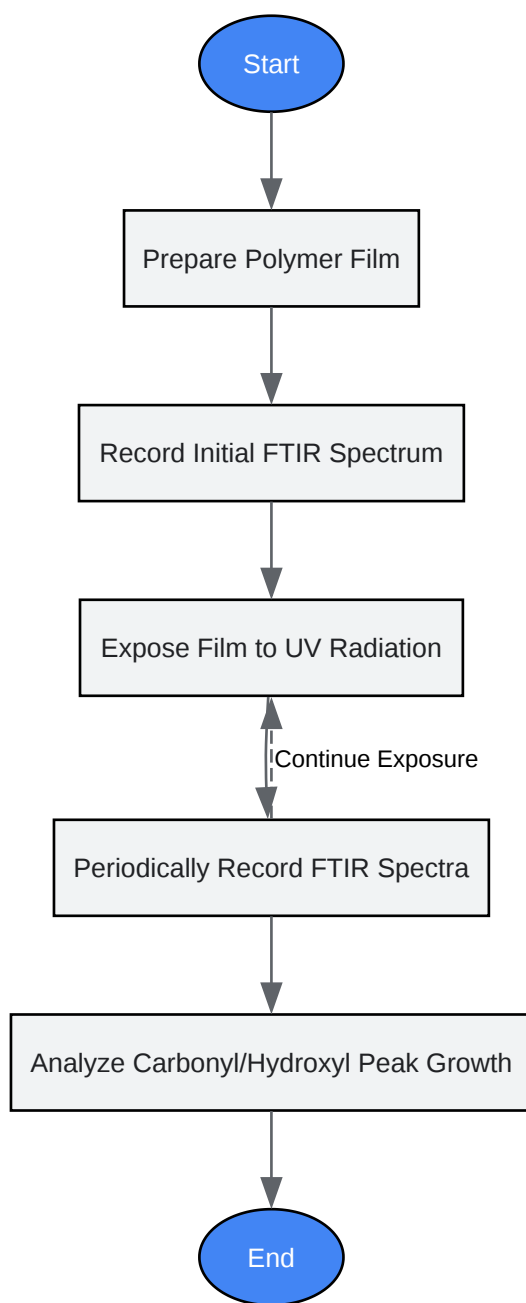 Start
Prepare Polymer Film
Record Initial FTIR Spectrum
Expose Film to UV Radiation
Continue Exposure
Periodically Record FTIR Spectra
Analyze Carbonyl/Hydroxyl Peak Growth
End